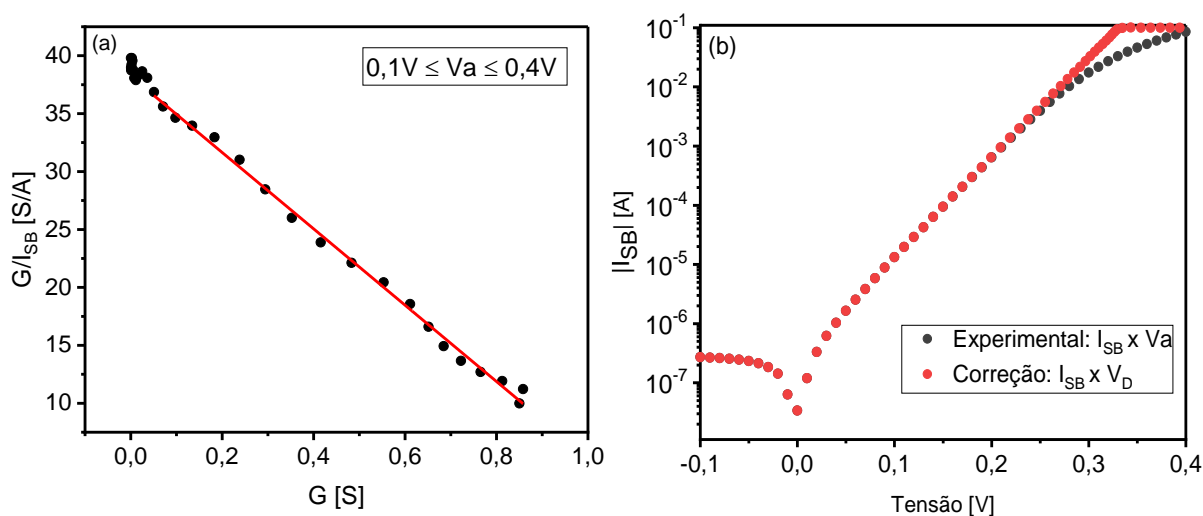 (a)
0,1V ≤ Va ≤ 0,4V
40
35
30
25
20
15
10
G/I_SB [S/A]
0,0 0,2 0,4 0,6 0,8 1,0
G [S]
(b)
10^-1
10^-2
10^-3
10^-4
10^-5
10^-6
10^-7
|I_SB| [A]
Experimental: I_SB x Va
Correção: I_SB x V_D
-0,1 0,0 0,1 0,2 0,3 0,4
Tensão [V]